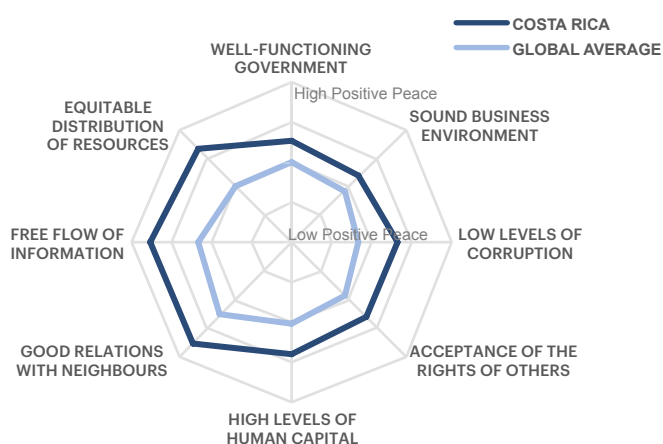 COSTA RICA
GLOBAL AVERAGE
WELL-FUNCTIONING
GOVERNMENT
High Positive Peace
EQUITABLE
DISTRIBUTION
OF RESOURCES
SOUND BUSINESS
ENVIRONMENT
FREE FLOW OF
INFORMATION
Low Positive Peace
LOW LEVELS OF
CORRUPTION
GOOD RELATIONS
WITH NEIGHBOURS
ACCEPTANCE OF THE
RIGHTS OF OTHERS
HIGH LEVELS OF
HUMAN CAPITAL